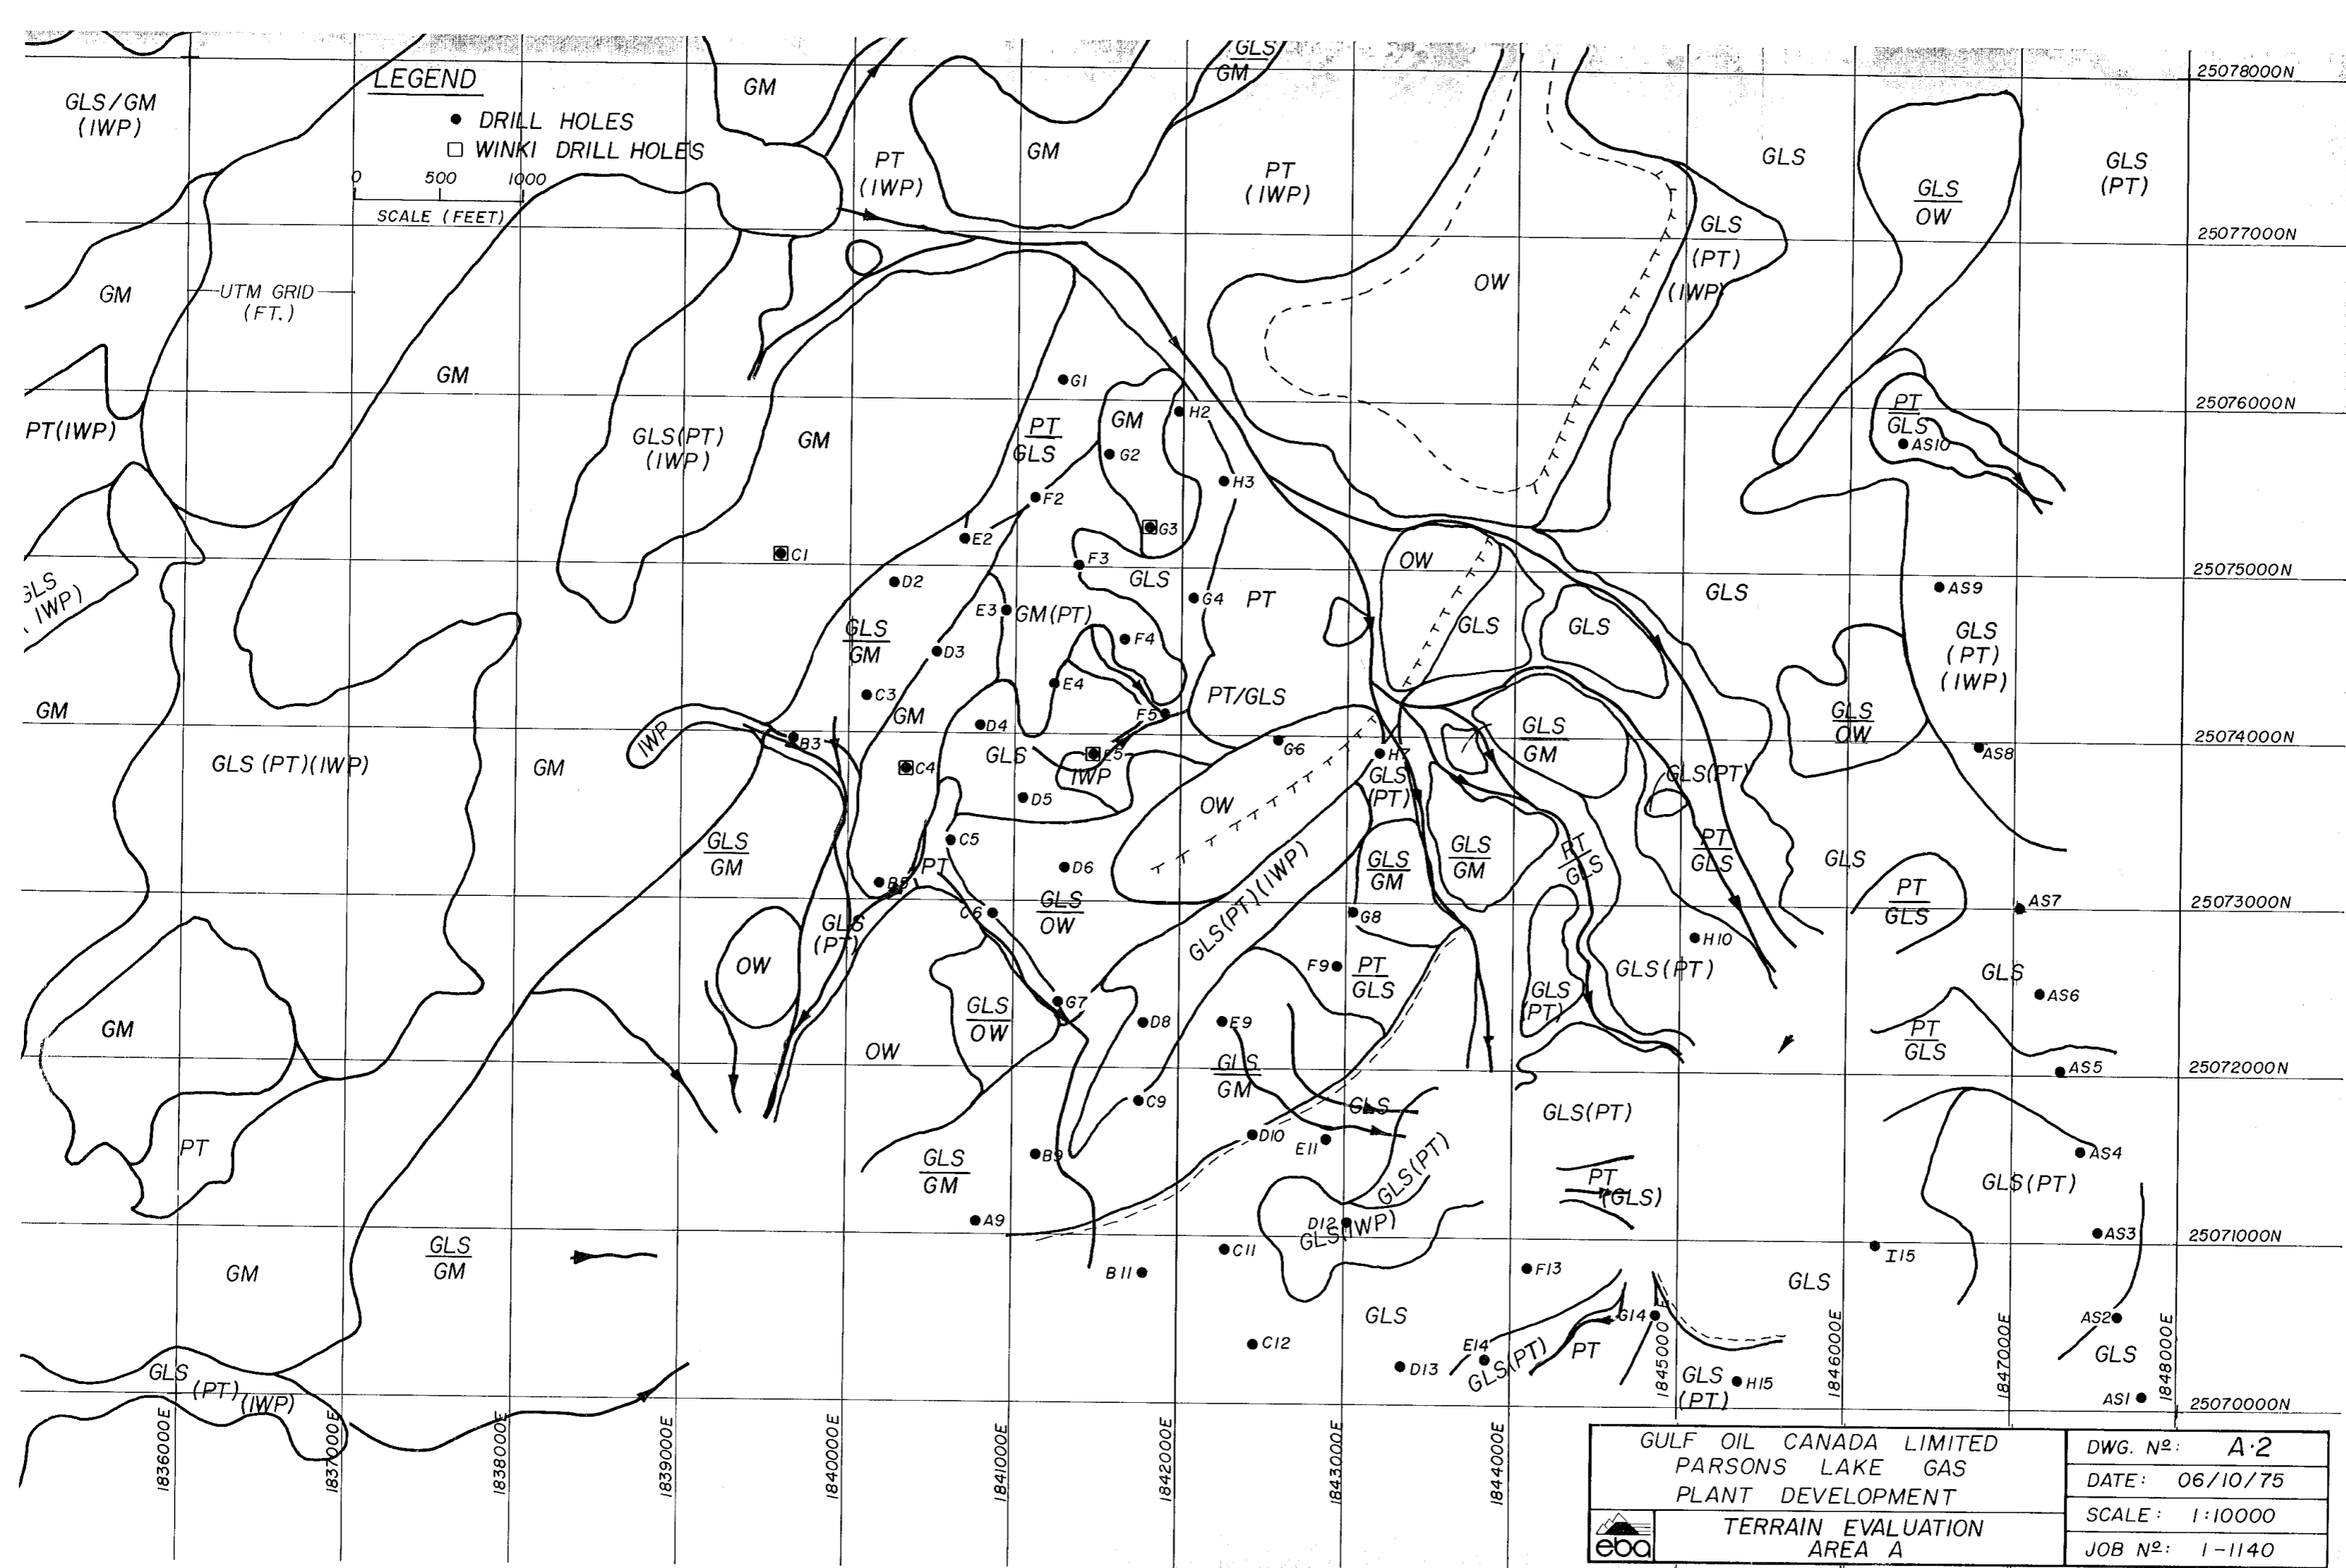 LEGEND
● DRILL HOLES
□ WINKI DRILL HOLES
0 500 1000
SCALE (FEET)
UTM GRID
(FT.)
GLS/GM
(IWP)
GM
GM
PT
(IWP)
GM
GLS
GM
PT
(IWP)
GLS
GLS
OW
GLS
(PT)
25078000N
GLS
(PT)
(IWP)
OW
25077000N
GM
GM
PT(IWP)
GLS(PT)
(IWP)
GM
G1
PT
GLS
GM
G2
H2
H3
F2
G3
E2
F3
PT
GLS
AS10
25076000N
GLS
IWP)
C1
D2
GLS
G4
PT
E3
GM(PT)
F4
OW
GLS
GLS
GLS
AS9
25075000N
GLS
(PT)
(IWP)
GLS
GM
D3
C3
E4
F5
PT/GLS
GM
GM
D4
IWP
B3
GLS
E5
IWP
G6
H7
GLS
(PT)
GLS
GM
GLS
OW
AS8
25074000N
GLS (PT)(IWP)
GM
C4
D5
OW
GLS(PT)
GLS
GM
C5
PT
D6
B5
GLS
GM
GLS
GM
PT
GLS
PT
GLS
GLS
PT
GLS
AS7
25073000N
GLS
(PT)
C6
GLS
OW
GLS(PT)(IWP)
G8
H10
OW
F9
PT
GLS
GLS(PT)
GLS
(PT)
GLS
AS6
GM
GLS
OW
G7
D8
E9
OW
GLS
GM
PT
GLS
AS5
25072000N
C9
GLS
GLS(PT)
PT
D10
E11
GLS
GM
B9
GLS(PT)
PT
(GLS)
AS4
GLS(PT)
A9
D12
GLS(IWP)
C11
B11
AS3
25071000N
I15
GM
GLS
GM
F13
GLS
GLS
G14
AS2
C12
E14
D13
GLS(PT)
PT
GLS
(PT)
H15
GLS
AS1
25070000N
GLS
(PT)
(IWP)
1836000E
1837000E
1838000E
1839000E
1840000E
1841000E
1842000E
1843000E
1844000E
1845000E
1846000E
1847000E
1848000E
GULF OIL CANADA LIMITED
PARSONS LAKE GAS
PLANT DEVELOPMENT
eba
TERRAIN EVALUATION
AREA A
DWG. Nº: A·2
DATE: 06/10/75
SCALE: 1:10000
JOB Nº: 1-1140